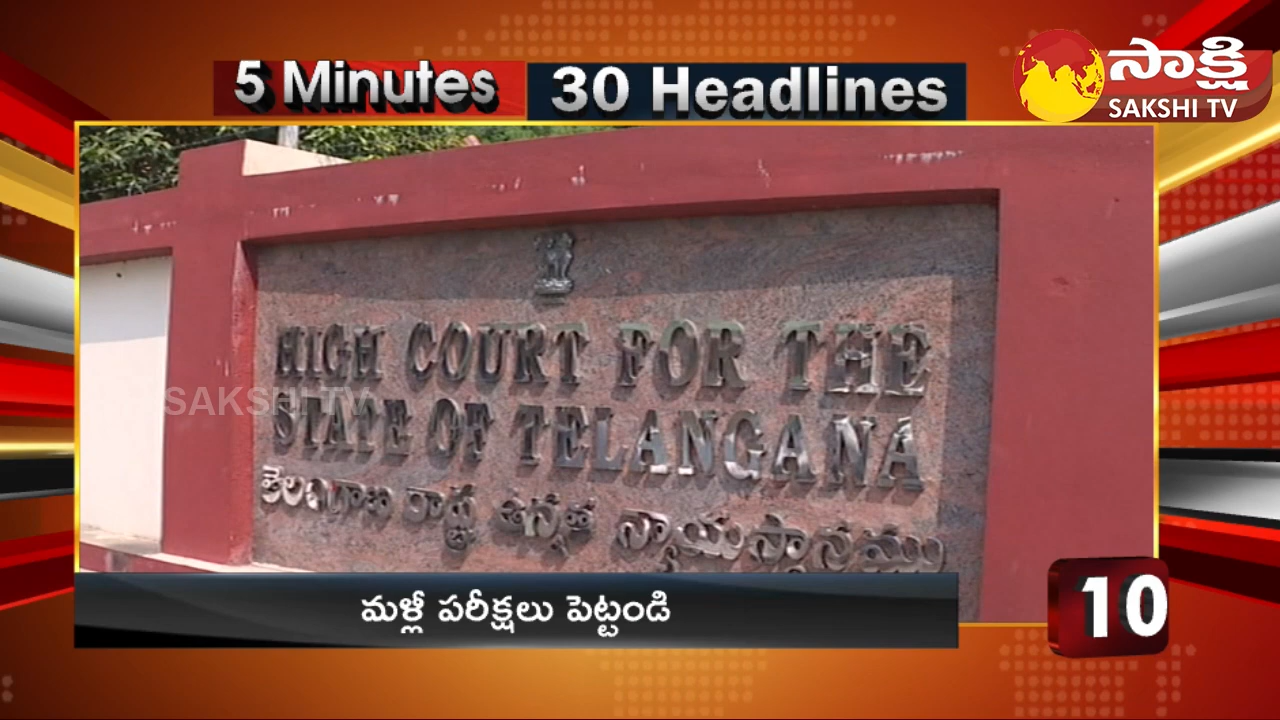 5 Minutes 30 Headlines
సాక్షి
SAKSHI TV
HIGH COURT FOR THE
STATE OF TELANGANA
తెలంగాణ రాష్ట్ర ఉన్నత న్యాయస్థానము
SAKSHI TV
మళ్లీ పరీక్షలు పెట్టండి
10